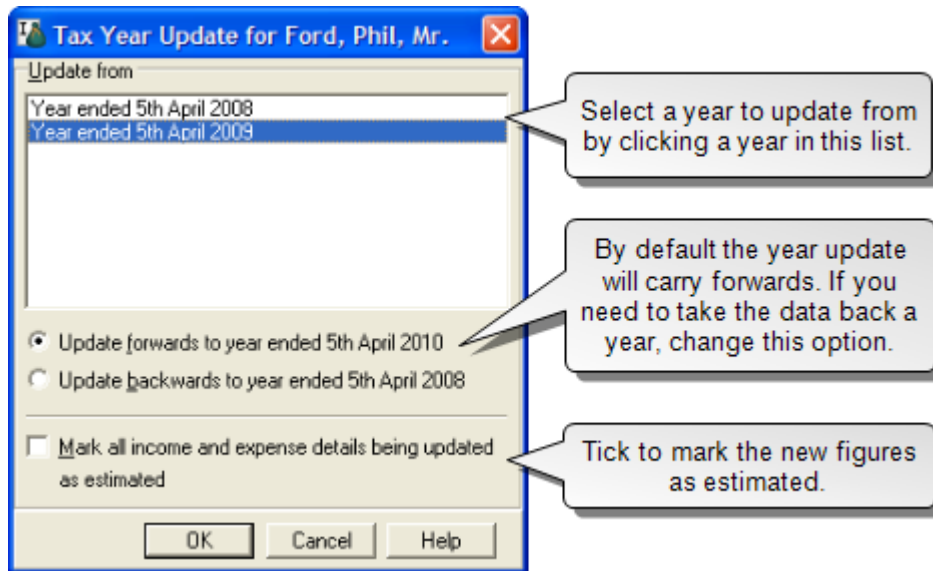 Tax Year Update for Ford, Phil, Mr.
Update from
Year ended 5th April 2008
Year ended 5th April 2009
Select a year to update from
by clicking a year in this list.
By default the year update
will carry forwards. If you
need to take the data back a
year, change this option.
Update forwards to year ended 5th April 2010
Update backwards to year ended 5th April 2008
Mark all income and expense details being updated
as estimated
Tick to mark the new figures
as estimated.
OK
Cancel
Help